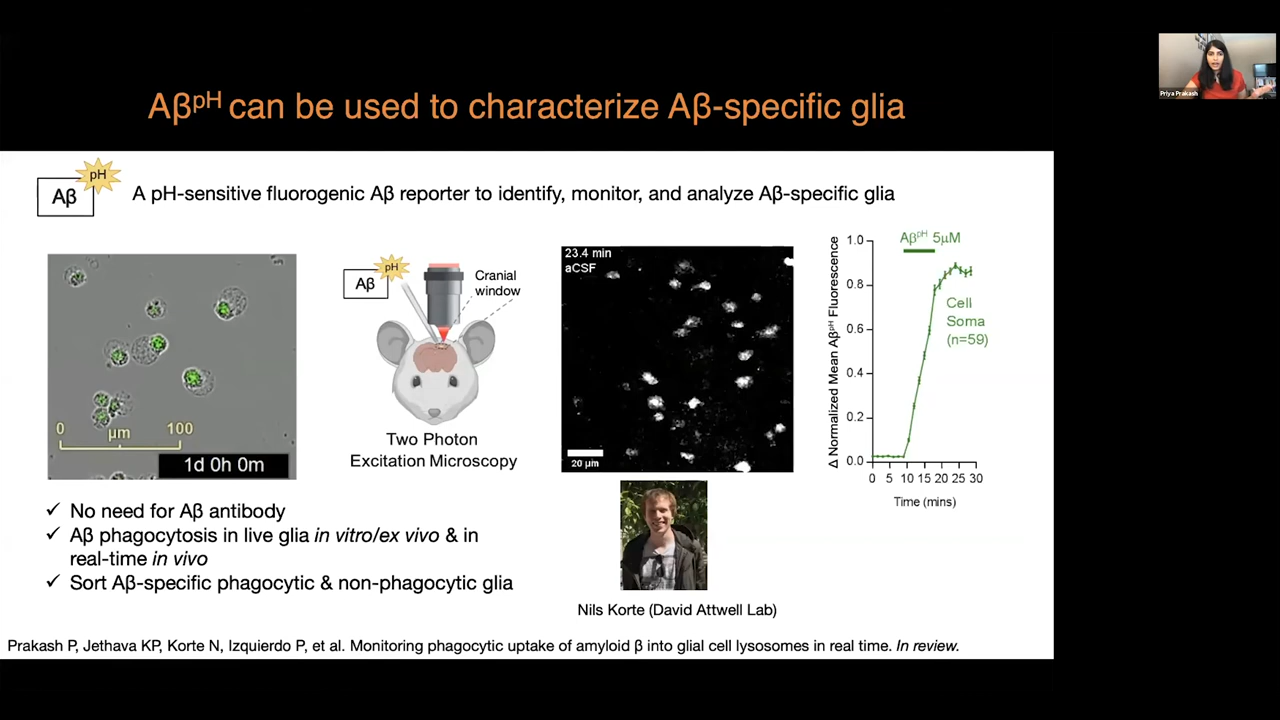 Aβᵖᴴ can be used to characterize Aβ-specific glia
Priya Prakash
Aβ
pH
A pH-sensitive fluorogenic Aβ reporter to identify, monitor, and analyze Aβ-specific glia
0 μm 100
1d 0h 0m
Aβ
pH
Cranial
window
Two Photon
Excitation Microscopy
23.4 min
aCSF
20 μm
Δ Normalized Mean Aβᵖᴴ Fluorescence
1.0
0.8
0.6
0.4
0.2
0.0
Aβᵖᴴ 5μM
Cell
Soma
(n=59)
0 5 10 15 20 25 30
Time (mins)
✓ No need for Aβ antibody
✓ Aβ phagocytosis in live glia in vitro/ex vivo & in
real-time in vivo
✓ Sort Aβ-specific phagocytic & non-phagocytic glia
Nils Korte (David Attwell Lab)
Prakash P, Jethava KP, Korte N, Izquierdo P, et al. Monitoring phagocytic uptake of amyloid β into glial cell lysosomes in real time. In review.